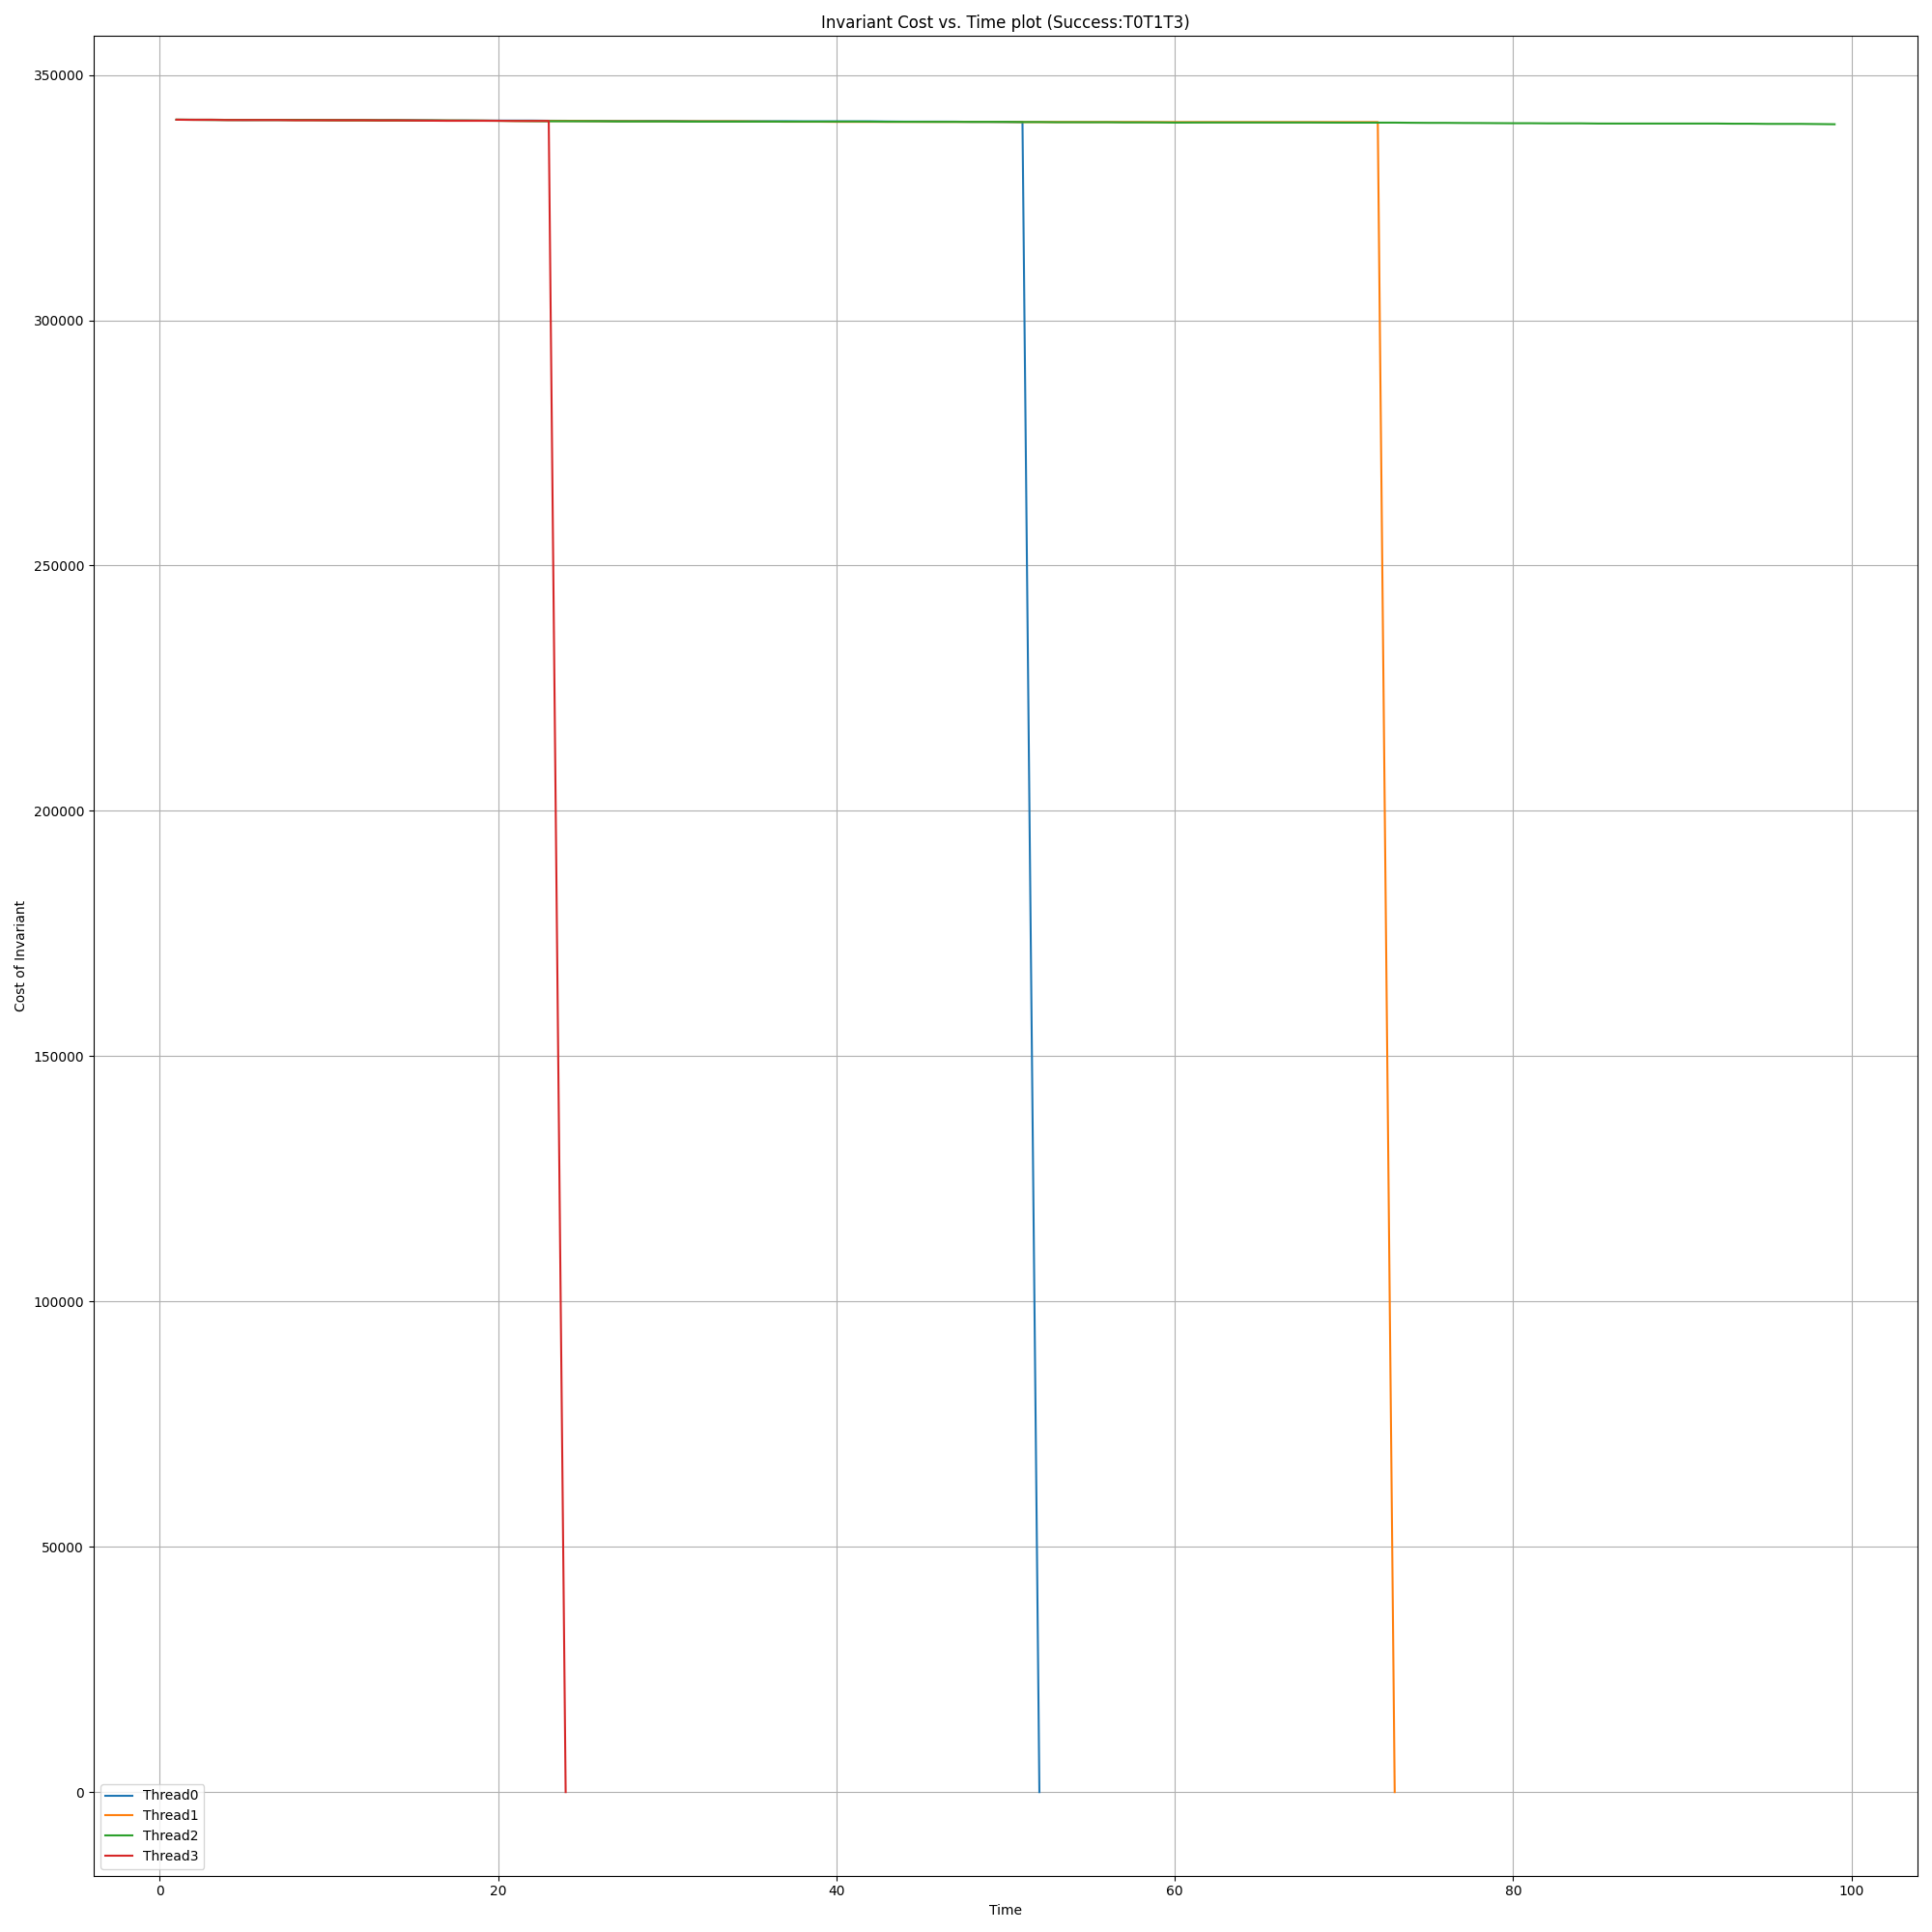 Invariant Cost vs. Time plot (Success:T0T1T3)
350000
300000
250000
200000
150000
100000
50000
0
Cost of Invariant
Thread0
Thread1
Thread2
Thread3
0 20 40 60 80 100
Time